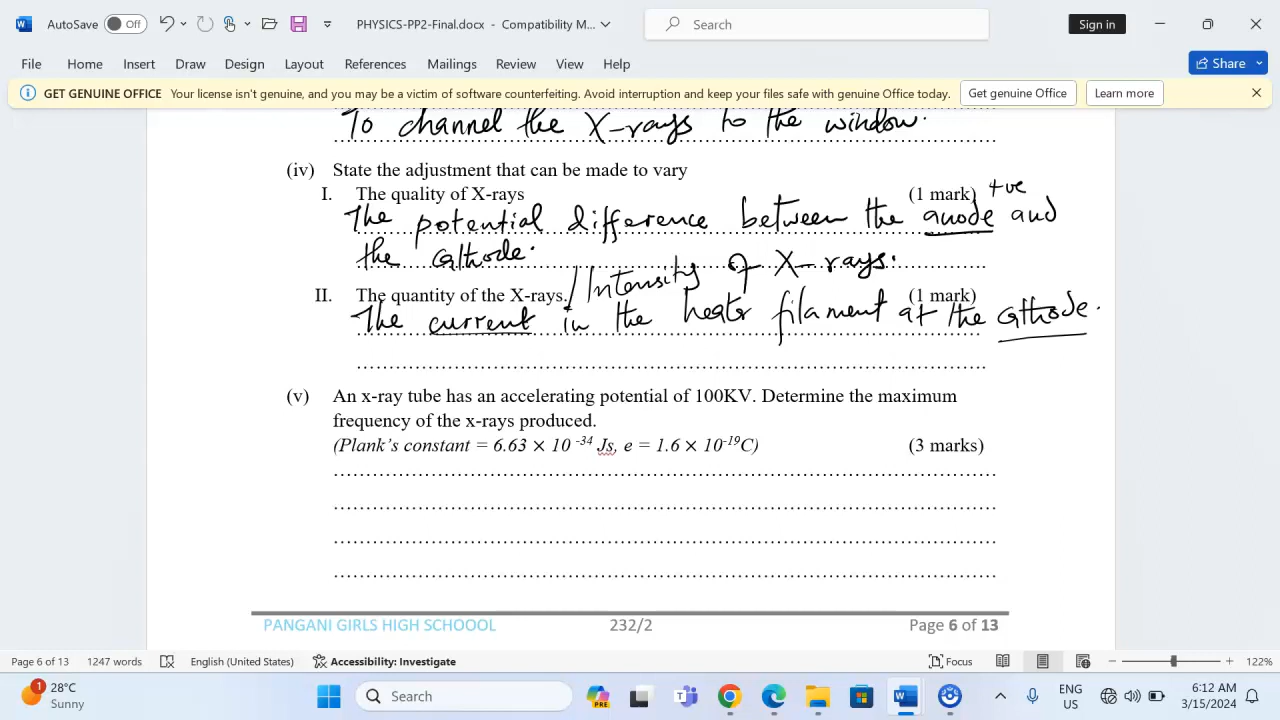 AutoSave Off PHYSICS-PP2-Final.docx - Compatibility M... Search Sign in
File Home Insert Draw Design Layout References Mailings Review View Help Share
GET GENUINE OFFICE Your license isn't genuine, and you may be a victim of software counterfeiting. Avoid interruption and keep your files safe with genuine Office today. Get genuine Office Learn more
To channel the X-rays to the window.
(iv) State the adjustment that can be made to vary
I. The quality of X-rays (1 mark) +ve
The potential difference between the anode and
the cathode.
/ Intensity of X-rays.
II. The quantity of the X-rays. (1 mark)
The current in the heater filament at the cathode.
(v) An x-ray tube has an accelerating potential of 100KV. Determine the maximum
frequency of the x-rays produced.
(Plank's constant = 6.63 × 10 -34 Js, e = 1.6 × 10-19C) (3 marks)
PANGANI GIRLS HIGH SCHOOOL 232/2 Page 6 of 13
Page 6 of 13 1247 words English (United States) Accessibility: Investigate Focus 122%
1 28°C Sunny Search PRE ENG US 6:12 AM 3/15/2024